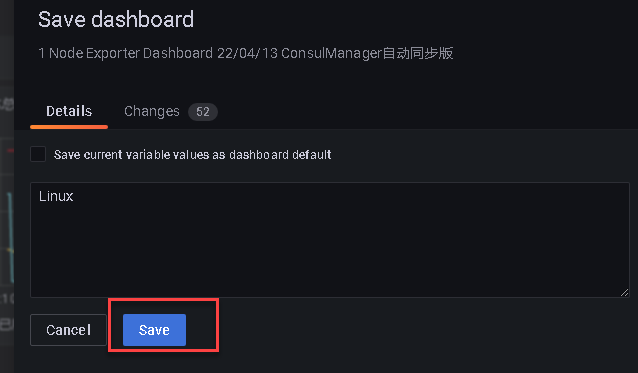 Save dashboard
1 Node Exporter Dashboard 22/04/13 ConsulManager自动同步版
Details Changes 52
Save current variable values as dashboard default
Linux
Cancel Save